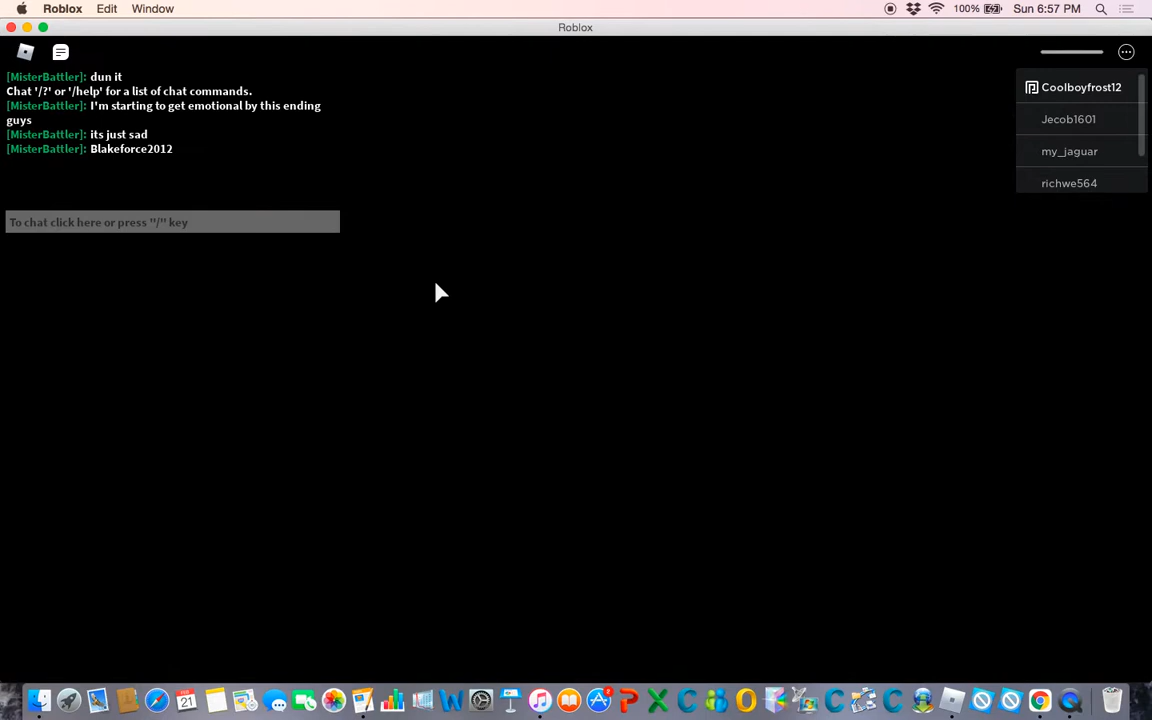 Roblox Edit Window 100% Sun 6:57 PM
Roblox
[MisterBattler]: dun it
Chat '/?' or '/help' for a list of chat commands.
[MisterBattler]: I'm starting to get emotional by this ending
guys
[MisterBattler]: its just sad
[MisterBattler]: Blakeforce2012
To chat click here or press "/" key
Coolboyfrost12
Jecob1601
my_jaguar
richwe564
21